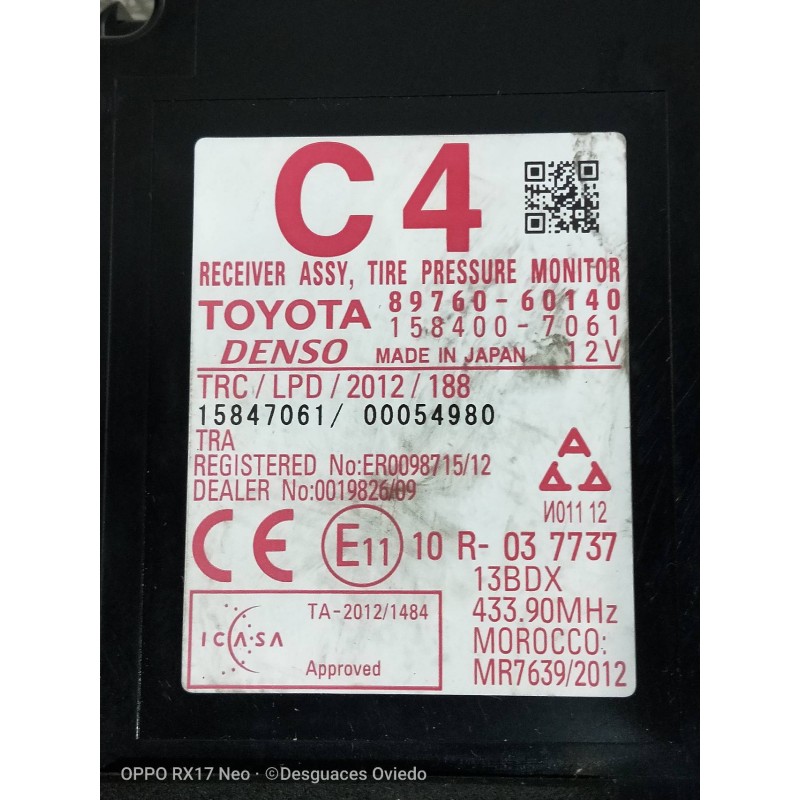 C4
RECEIVER ASSY, TIRE PRESSURE MONITOR
TOYOTA 89760-60140
158400-7061
DENSO MADE IN JAPAN 12V
TRC/LPD/2012/188
15847061/ 00054980
TRA
REGISTERED No:ER0098715/12
DEALER No:0019826/09
И011 12
CE E11 10 R- 03 7737
13BDX
433.90MHz
MOROCCO:
MR7639/2012
ICASA TA-2012/1484
Approved
OPPO RX17 Neo · ©Desguaces Oviedo